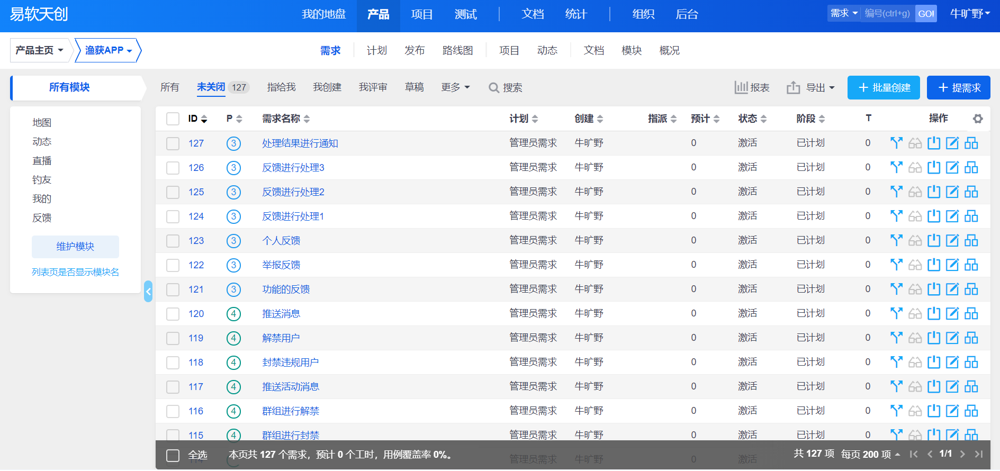 易软天创 我的地盘 产品 项目 测试 文档 统计 组织 后台 需求 编号(ctrl+g) GO! 牛旷野
产品主页 渔获APP 需求 计划 发布 路线图 项目 动态 文档 模块 概况
所有模块 所有 未关闭 127 指给我 我创建 我评审 草稿 更多 搜索 报表 导出 批量创建 提需求
地图
动态
直播
钓友
我的
反馈
维护模块
列表页是否显示模块名
ID P 需求名称 计划 创建 指派 预计 状态 阶段 T 操作
127 3 处理结果进行通知 管理员需求 牛旷野 0 激活 已计划 0
126 3 反馈进行处理3 管理员需求 牛旷野 0 激活 已计划 0
125 3 反馈进行处理2 管理员需求 牛旷野 0 激活 已计划 0
124 3 反馈进行处理1 管理员需求 牛旷野 0 激活 已计划 0
123 3 个人反馈 管理员需求 牛旷野 0 激活 已计划 0
122 3 举报反馈 管理员需求 牛旷野 0 激活 已计划 0
121 3 功能的反馈 管理员需求 牛旷野 0 激活 已计划 0
120 4 推送消息 管理员需求 牛旷野 0 激活 已计划 0
119 4 解禁用户 管理员需求 牛旷野 0 激活 已计划 0
118 4 封禁违规用户 管理员需求 牛旷野 0 激活 已计划 0
117 4 推送活动消息 管理员需求 牛旷野 0 激活 已计划 0
116 4 群组进行解禁 管理员需求 牛旷野 0 激活 已计划 0
115 4 群组进行封禁 管理员需求 牛旷野 0 激活 已计划 0
全选 本页共 127 个需求，预计 0 个工时，用例覆盖率 0%。 共 127 项 每页 200 项 1/1